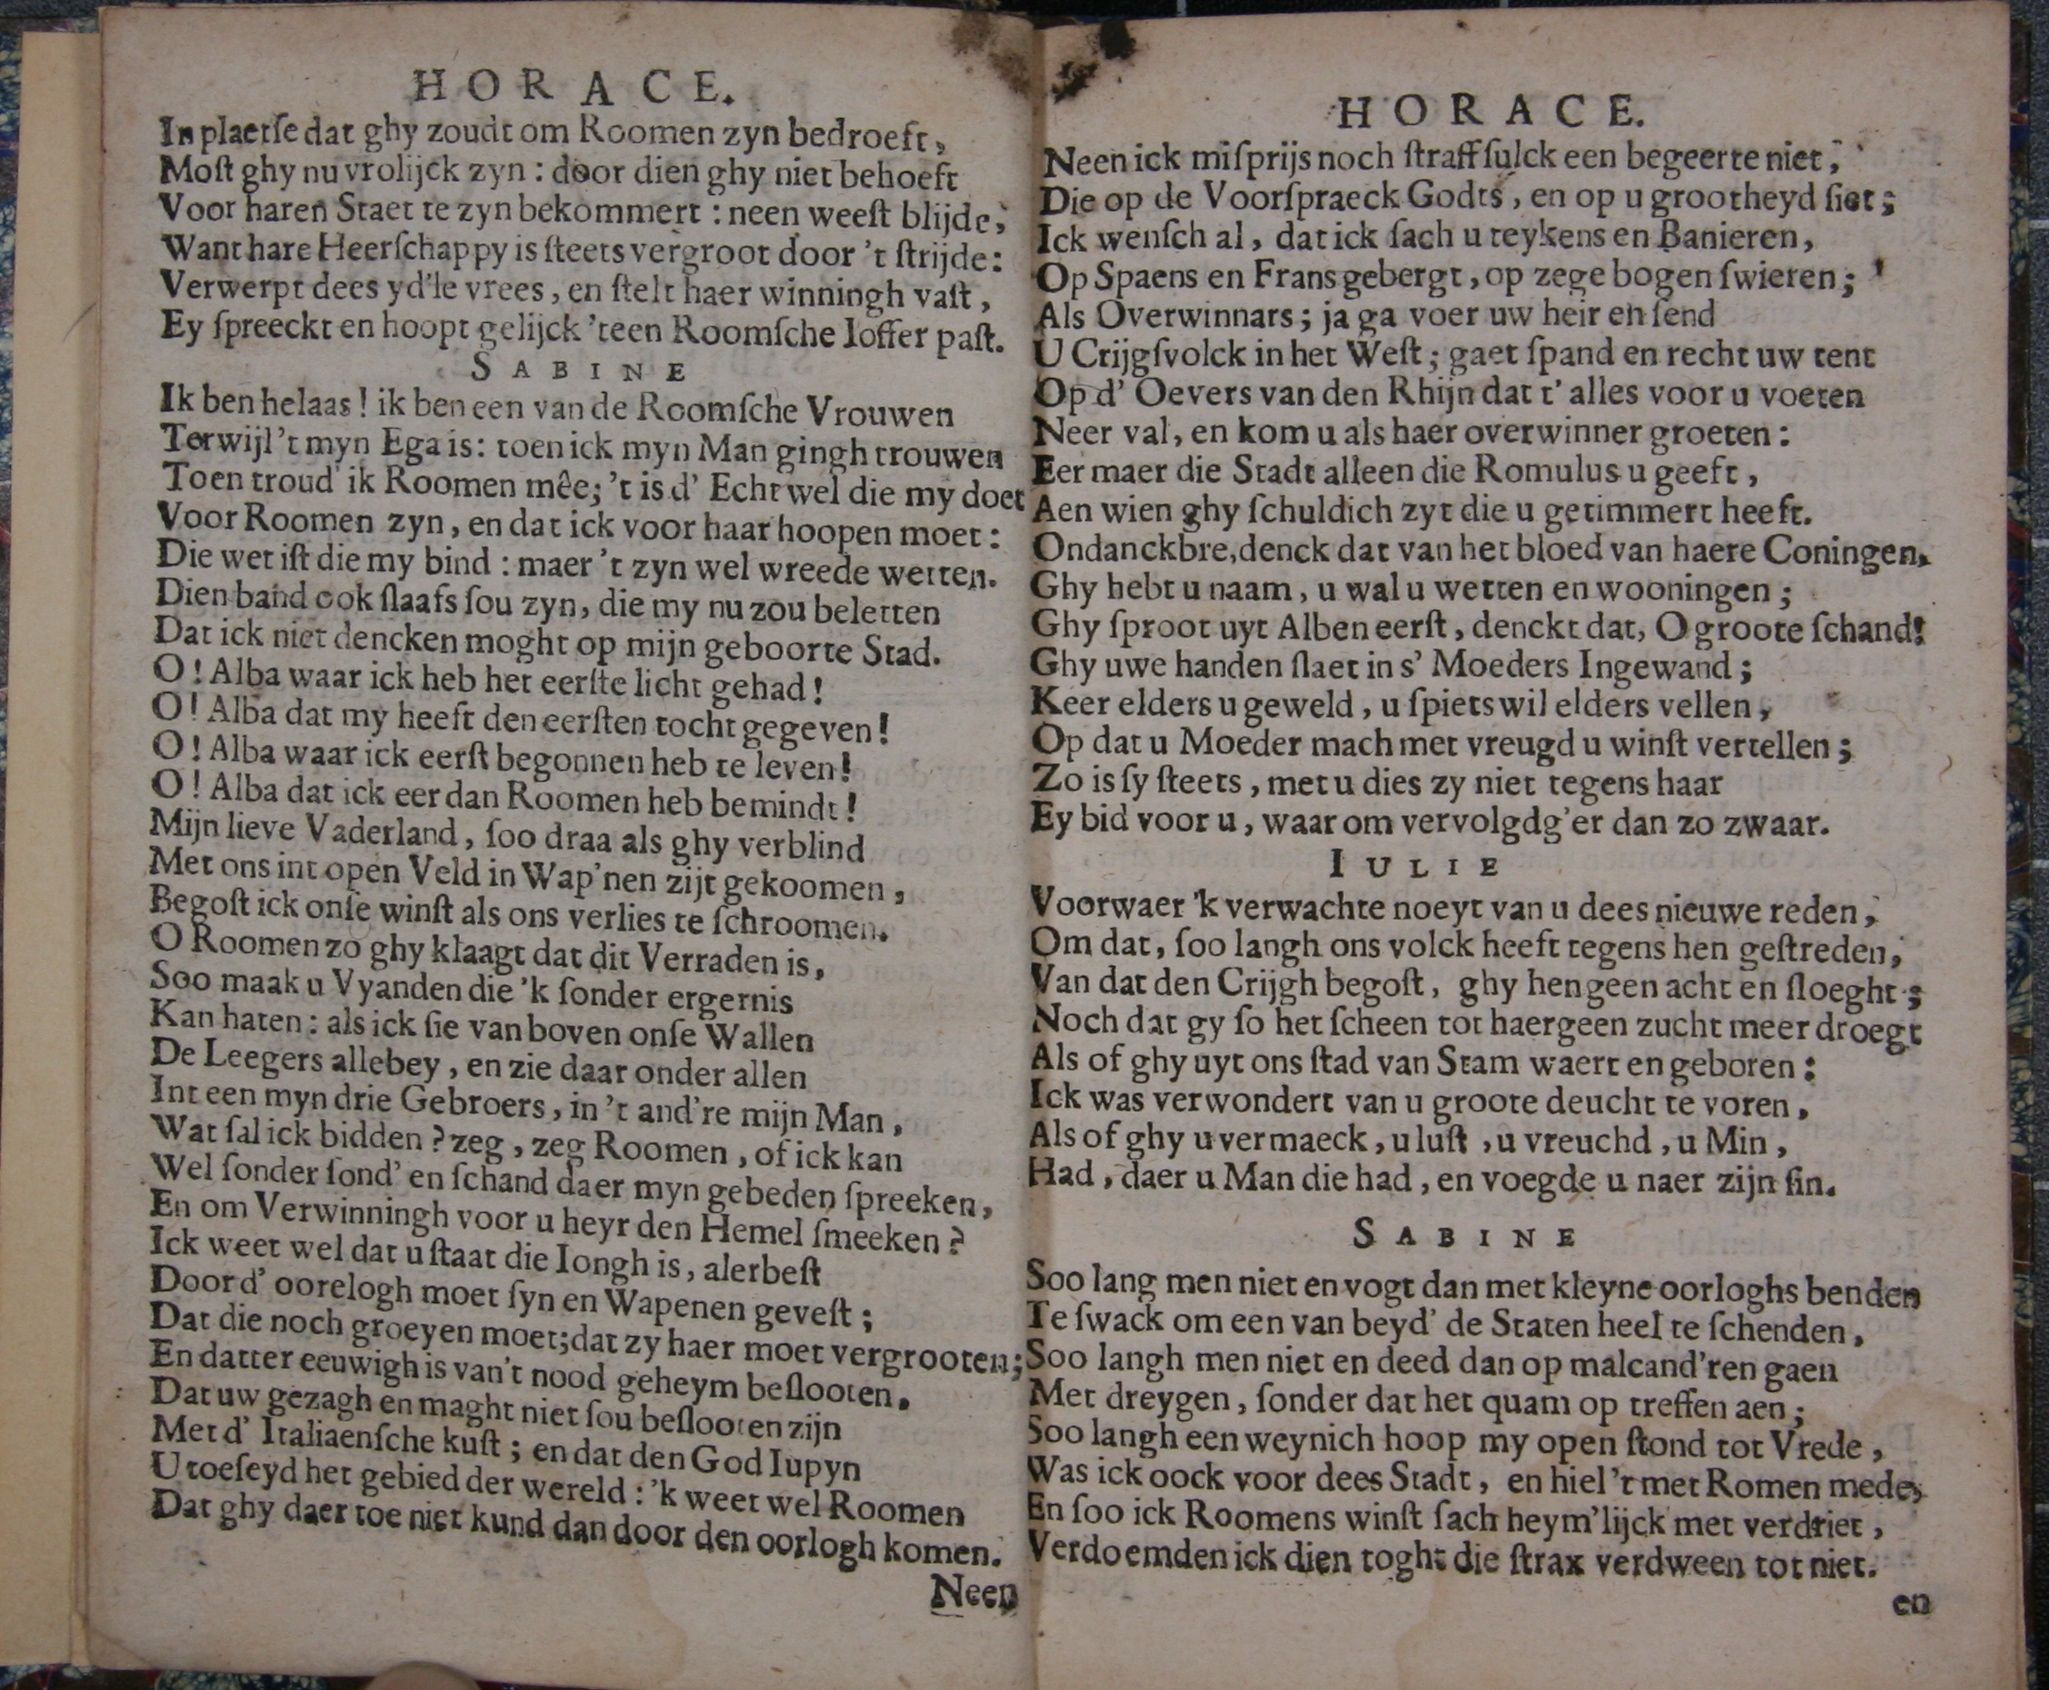 HORACE.
In plaetſe dat ghy zoudt om Roomen zyn bedroeft,
Moſt ghy nu vrolijck zyn: door dien ghy niet behoeft
Voor haren Staet te zyn bekommert: neen weeſt blijde,
Want hare Heerſchappy is ſteets vergroot door 't ſtrijde:
Verwerpt dees yd'le vrees, en ſtelt haer winningh vaſt,
Ey ſpreeckt en hoopt gelijck 'teen Roomſche Ioffer paſt.
SABINE
Ik ben helaas! ik ben een van de Roomſche Vrouwen
Terwijl 't myn Ega is: toen ick myn Man gingh trouwen
Toen troud' ik Roomen mêe; 't is d' Echt wel die my doet
Voor Roomen zyn, en dat ick voor haar hoopen moet:
Die wet iſt die my bind: maer 't zyn wel wreede wetten.
Dien band ook ſlaafs ſou zyn, die my nu zou beletten
Dat ick niet dencken moght op mijn geboorte Stad.
O! Alba waar ick heb het eerſte licht gehad!
O! Alba dat my heeft den eerſten tocht gegeven!
O! Alba waar ick eerſt begonnen heb te leven!
O! Alba dat ick eer dan Roomen heb bemindt!
Mijn lieve Vaderland, ſoo draa als ghy verblind
Met ons int open Veld in Wap'nen zijt gekoomen,
Begoſt ick onſe winſt als ons verlies te ſchroomen.
O Roomen zo ghy klaagt dat dit Verraden is,
Soo maak u Vyanden die 'k ſonder ergernis
Kan haten: als ick ſie van boven onſe Wallen
De Leegers allebey, en zie daar onder allen
Int een myn drie Gebroers, in 't and're mijn Man,
Wat ſal ick bidden? zeg, zeg Roomen, of ick kan
Wel ſonder ſond' en ſchand daer myn gebeden ſpreeken,
En om Verwinningh voor u heyr den Hemel ſmeeken?
Ick weet wel dat u ſtaat die Iongh is, alerbeſt
Door d' oorelogh moet ſyn en Wapenen geveſt;
Dat die noch groeyen moet; dat zy haer moet vergrooten;
En datter eeuwigh is van't nood geheym beſlooten.
Dat uw gezagh en maght niet ſou beſlooten zijn
Met d' Italiaenſche kuſt; en dat den God Iupyn
U toeſeyd het gebied der wereld: 'k weet wel Roomen
Dat ghy daer toe niet kund dan door den oorlogh komen.
Neen
HORACE.
Neen ick miſprijs noch ſtraff ſulck een begeerte niet,
Die op de Voorſpraeck Godts, en op u grootheyd ſiet;
Ick wenſch al, dat ick ſach u teykens en Banieren,
Op Spaens en Frans gebergt, op zege bogen ſwieren;
Als Overwinnars; ja ga voer uw heir en ſend
U Crijgſvolck in het Weſt; gaet ſpand en recht uw tent
Op d' Oevers van den Rhijn dat t' alles voor u voeten
Neer val, en kom u als haer overwinner groeten:
Eer maer die Stadt alleen die Romulus u geeft,
Aen wien ghy ſchuldich zyt die u getimmert heeft.
Ondanckbre, denck dat van het bloed van haere Coningen,
Ghy hebt u naam, u wal u wetten en wooningen;
Ghy ſproot uyt Alben eerſt, denckt dat, O groote ſchand!
Ghy uwe handen ſlaet in s' Moeders Ingewand;
Keer elders u geweld, u ſpiets wil elders vellen,
Op dat u Moeder mach met vreugd u winſt vertellen;
Zo is ſy ſteets, met u dies zy niet tegens haar
Ey bid voor u, waarom vervolgdg'er dan zo zwaar.
IULIE
Voorwaer 'k verwachte noeyt van u dees nieuwe reden,
Om dat, ſoo langh ons volck heeft tegens hen geſtreden,
Van dat den Crijgh begoſt, ghy hen geen acht en ſloeght;
Noch dat gy ſo het ſcheen tot haer geen zucht meer droegt
Als of ghy uyt ons ſtad van Stam waert en geboren:
Ick was verwondert van u groote deucht te voren,
Als of ghy u vermaeck, u luſt, u vreuchd, u Min,
Had, daer u Man die had, en voegde u naer zijn ſin.
SABINE
Soo lang men niet en vogt dan met kleyne oorloghs benden
Te ſwack om een van beyd' de Staten heel te ſchenden,
Soo langh men niet en deed dan op malcand'ren gaen
Met dreygen, ſonder dat het quam op treffen aen;
Soo langh een weynich hoop my open ſtond tot Vrede,
Was ick oock voor dees Stadt, en hiel 't met Romen mede,
En ſoo ick Roomens winſt ſach heym'lijck met verdriet,
Verdoemden ick dien toght die ſtrax verdween tot niet.
en